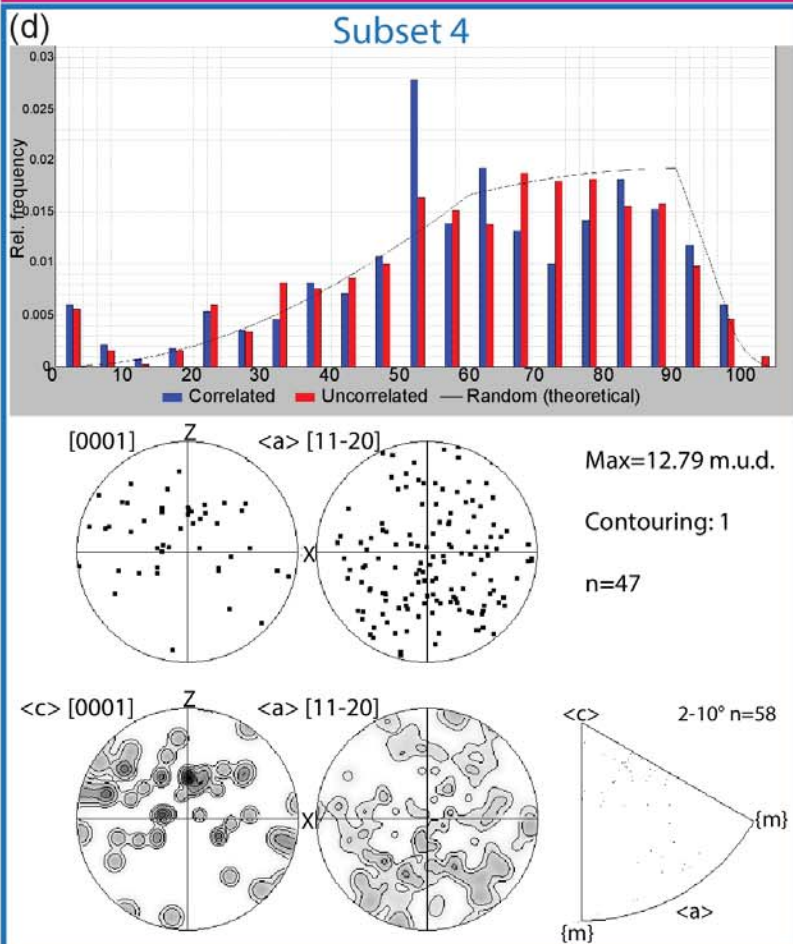 (d)
Subset 4
Rel. frequency
0.03
0.025
0.02
0.015
0.01
0.005
0
0 10 20 30 40 50 60 70 80 90 100
Correlated Uncorrelated Random (theoretical)
[0001] Z <a> [11-20]
X
Max=12.79 m.u.d.
Contouring: 1
n=47
<c> [0001] Z <a> [11-20]
X
<c> 2-10° n=58
{m}
<a>
{m}